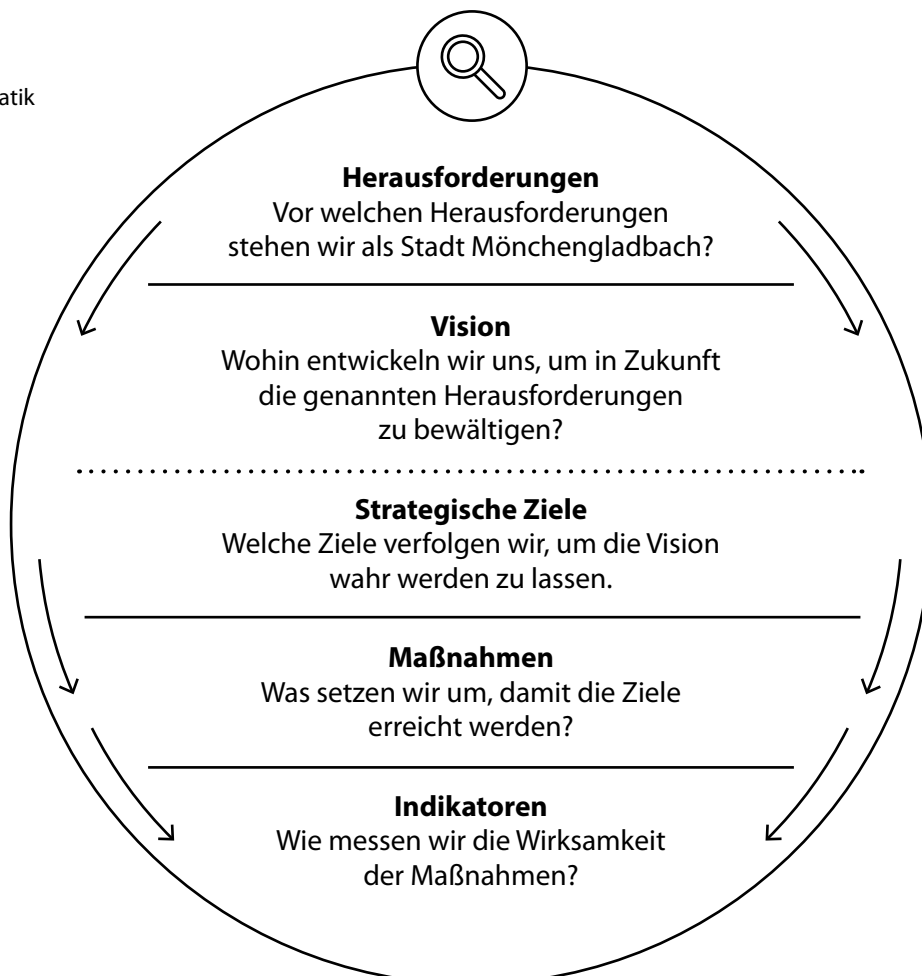 atik
Herausforderungen
Vor welchen Herausforderungen
stehen wir als Stadt Mönchengladbach?
Vision
Wohin entwickeln wir uns, um in Zukunft
die genannten Herausforderungen
zu bewältigen?
Strategische Ziele
Welche Ziele verfolgen wir, um die Vision
wahr werden zu lassen.
Maßnahmen
Was setzen wir um, damit die Ziele
erreicht werden?
Indikatoren
Wie messen wir die Wirksamkeit
der Maßnahmen?